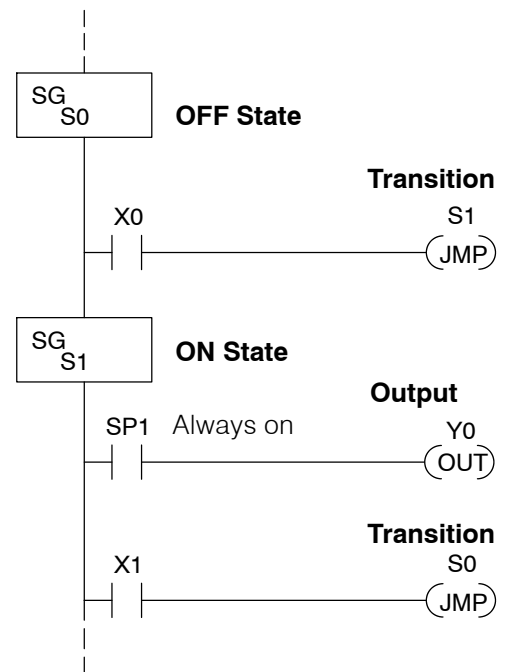 SG
S0
OFF State
Transition
X0
S1
JMP
SG
S1
ON State
Output
SP1
Always on
Y0
OUT
Transition
X1
S0
JMP